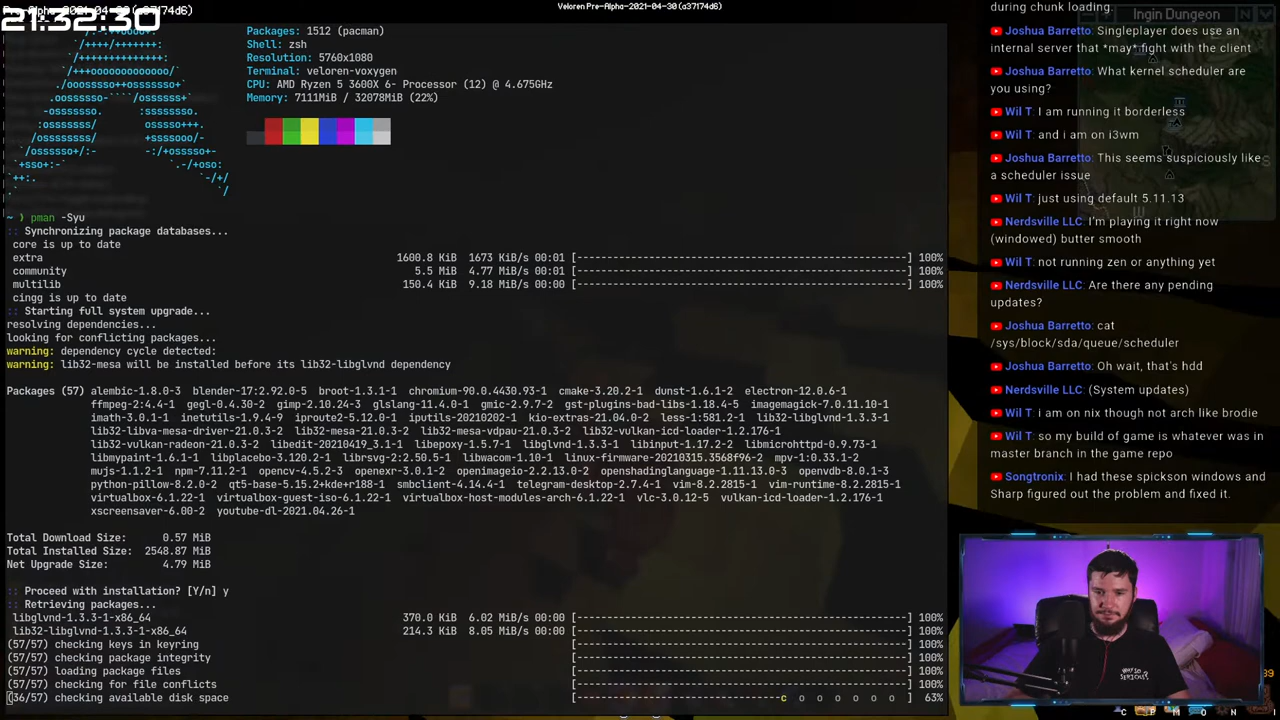 Veloren Pre-Alpha-2021-04-30 (a37174d6)
21:32:30
Packages: 1512 (pacman)
Shell: zsh
Resolution: 5760x1080
Terminal: veloren-voxygen
CPU: AMD Ryzen 5 3600X 6- Processor (12) @ 4.675GHz
Memory: 7111MiB / 32078MiB (22%)
~ ❯ pman -Syu
:: Synchronizing package databases...
core is up to date
extra 1600.8 KiB 1673 KiB/s 00:01 [----------------------------------------] 100%
community 5.5 MiB 4.77 MiB/s 00:01 [----------------------------------------] 100%
multilib 150.4 KiB 9.18 MiB/s 00:00 [----------------------------------------] 100%
cingg is up to date
:: Starting full system upgrade...
resolving dependencies...
looking for conflicting packages...
warning: dependency cycle detected:
warning: lib32-mesa will be installed before its lib32-libglvnd dependency
Packages (57) alembic-1.8.0-3 blender-17:2.92.0-5 broot-1.3.1-1 chromium-90.0.4430.93-1 cmake-3.20.2-1 dunst-1.6.1-2 electron-12.0.6-1
ffmpeg-2:4.4-1 gegl-0.4.30-2 gimp-2.10.24-3 glslang-11.4.0-1 gmic-2.9.7-2 gst-plugins-bad-libs-1.18.4-5 imagemagick-7.0.11.10-1
imath-3.0.1-1 inetutils-1.9.4-9 iproute2-5.12.0-1 iputils-20210202-1 kio-extras-21.04.0-2 less-1:581.2-1 lib32-libglvnd-1.3.3-1
lib32-libva-mesa-driver-21.0.3-2 lib32-mesa-21.0.3-2 lib32-mesa-vdpau-21.0.3-2 lib32-vulkan-icd-loader-1.2.176-1
lib32-vulkan-radeon-21.0.3-2 libedit-20210419_3.1-1 libepoxy-1.5.7-1 libglvnd-1.3.3-1 libinput-1.17.2-2 libmicrohttpd-0.9.73-1
libmypaint-1.6.1-1 libplacebo-3.120.2-1 librsvg-2:2.50.5-1 libwacom-1.10-1 linux-firmware-20210315.3568f96-2 mpv-1:0.33.1-2
mujs-1.1.2-1 npm-7.11.2-1 opencv-4.5.2-3 openexr-3.0.1-2 openimageio-2.2.13.0-2 openshadinglanguage-1.11.13.0-3 openvdb-8.0.1-3
python-pillow-8.2.0-2 qt5-base-5.15.2+kde+r188-1 smbclient-4.14.4-1 telegram-desktop-2.7.4-1 vim-8.2.2815-1 vim-runtime-8.2.2815-1
virtualbox-6.1.22-1 virtualbox-guest-iso-6.1.22-1 virtualbox-host-modules-arch-6.1.22-1 vlc-3.0.12-5 vulkan-icd-loader-1.2.176-1
xscreensaver-6.00-2 youtube-dl-2021.04.26-1
Total Download Size: 0.57 MiB
Total Installed Size: 2548.87 MiB
Net Upgrade Size: 4.79 MiB
:: Proceed with installation? [Y/n] y
:: Retrieving packages...
libglvnd-1.3.3-1-x86_64 370.0 KiB 6.02 MiB/s 00:00 [----------------------------------------] 100%
lib32-libglvnd-1.3.3-1-x86_64 214.3 KiB 8.05 MiB/s 00:00 [----------------------------------------] 100%
(57/57) checking keys in keyring [----------------------------------------] 100%
(57/57) checking package integrity [----------------------------------------] 100%
(57/57) loading package files [----------------------------------------] 100%
(57/57) checking for file conflicts [----------------------------------------] 100%
(36/57) checking available disk space [-------------------------c o o o o o o] 63%
Ingin Dungeon
during chunk loading.
Joshua Barretto: Singleplayer does use an
internal server that *may* fight with the client
Joshua Barretto: What kernel scheduler are
you using?
Wil T: I am running it borderless
Wil T: and i am on i3wm
Joshua Barretto: This seems suspiciously like
a scheduler issue
Wil T: just using default 5.11.13
Nerdsville LLC: I'm playing it right now
(windowed) butter smooth
Wil T: not running zen or anything yet
Nerdsville LLC: Are there any pending
updates?
Joshua Barretto: cat
/sys/block/sda/queue/scheduler
Joshua Barretto: Oh wait, that's hdd
Nerdsville LLC: (System updates)
Wil T: i am on nix though not arch like brodie
Wil T: so my build of game is whatever was in
master branch in the game repo
Songtronix: I had these spickson windows and
Sharp figured out the problem and fixed it.
WHY SO
SERIOUS?